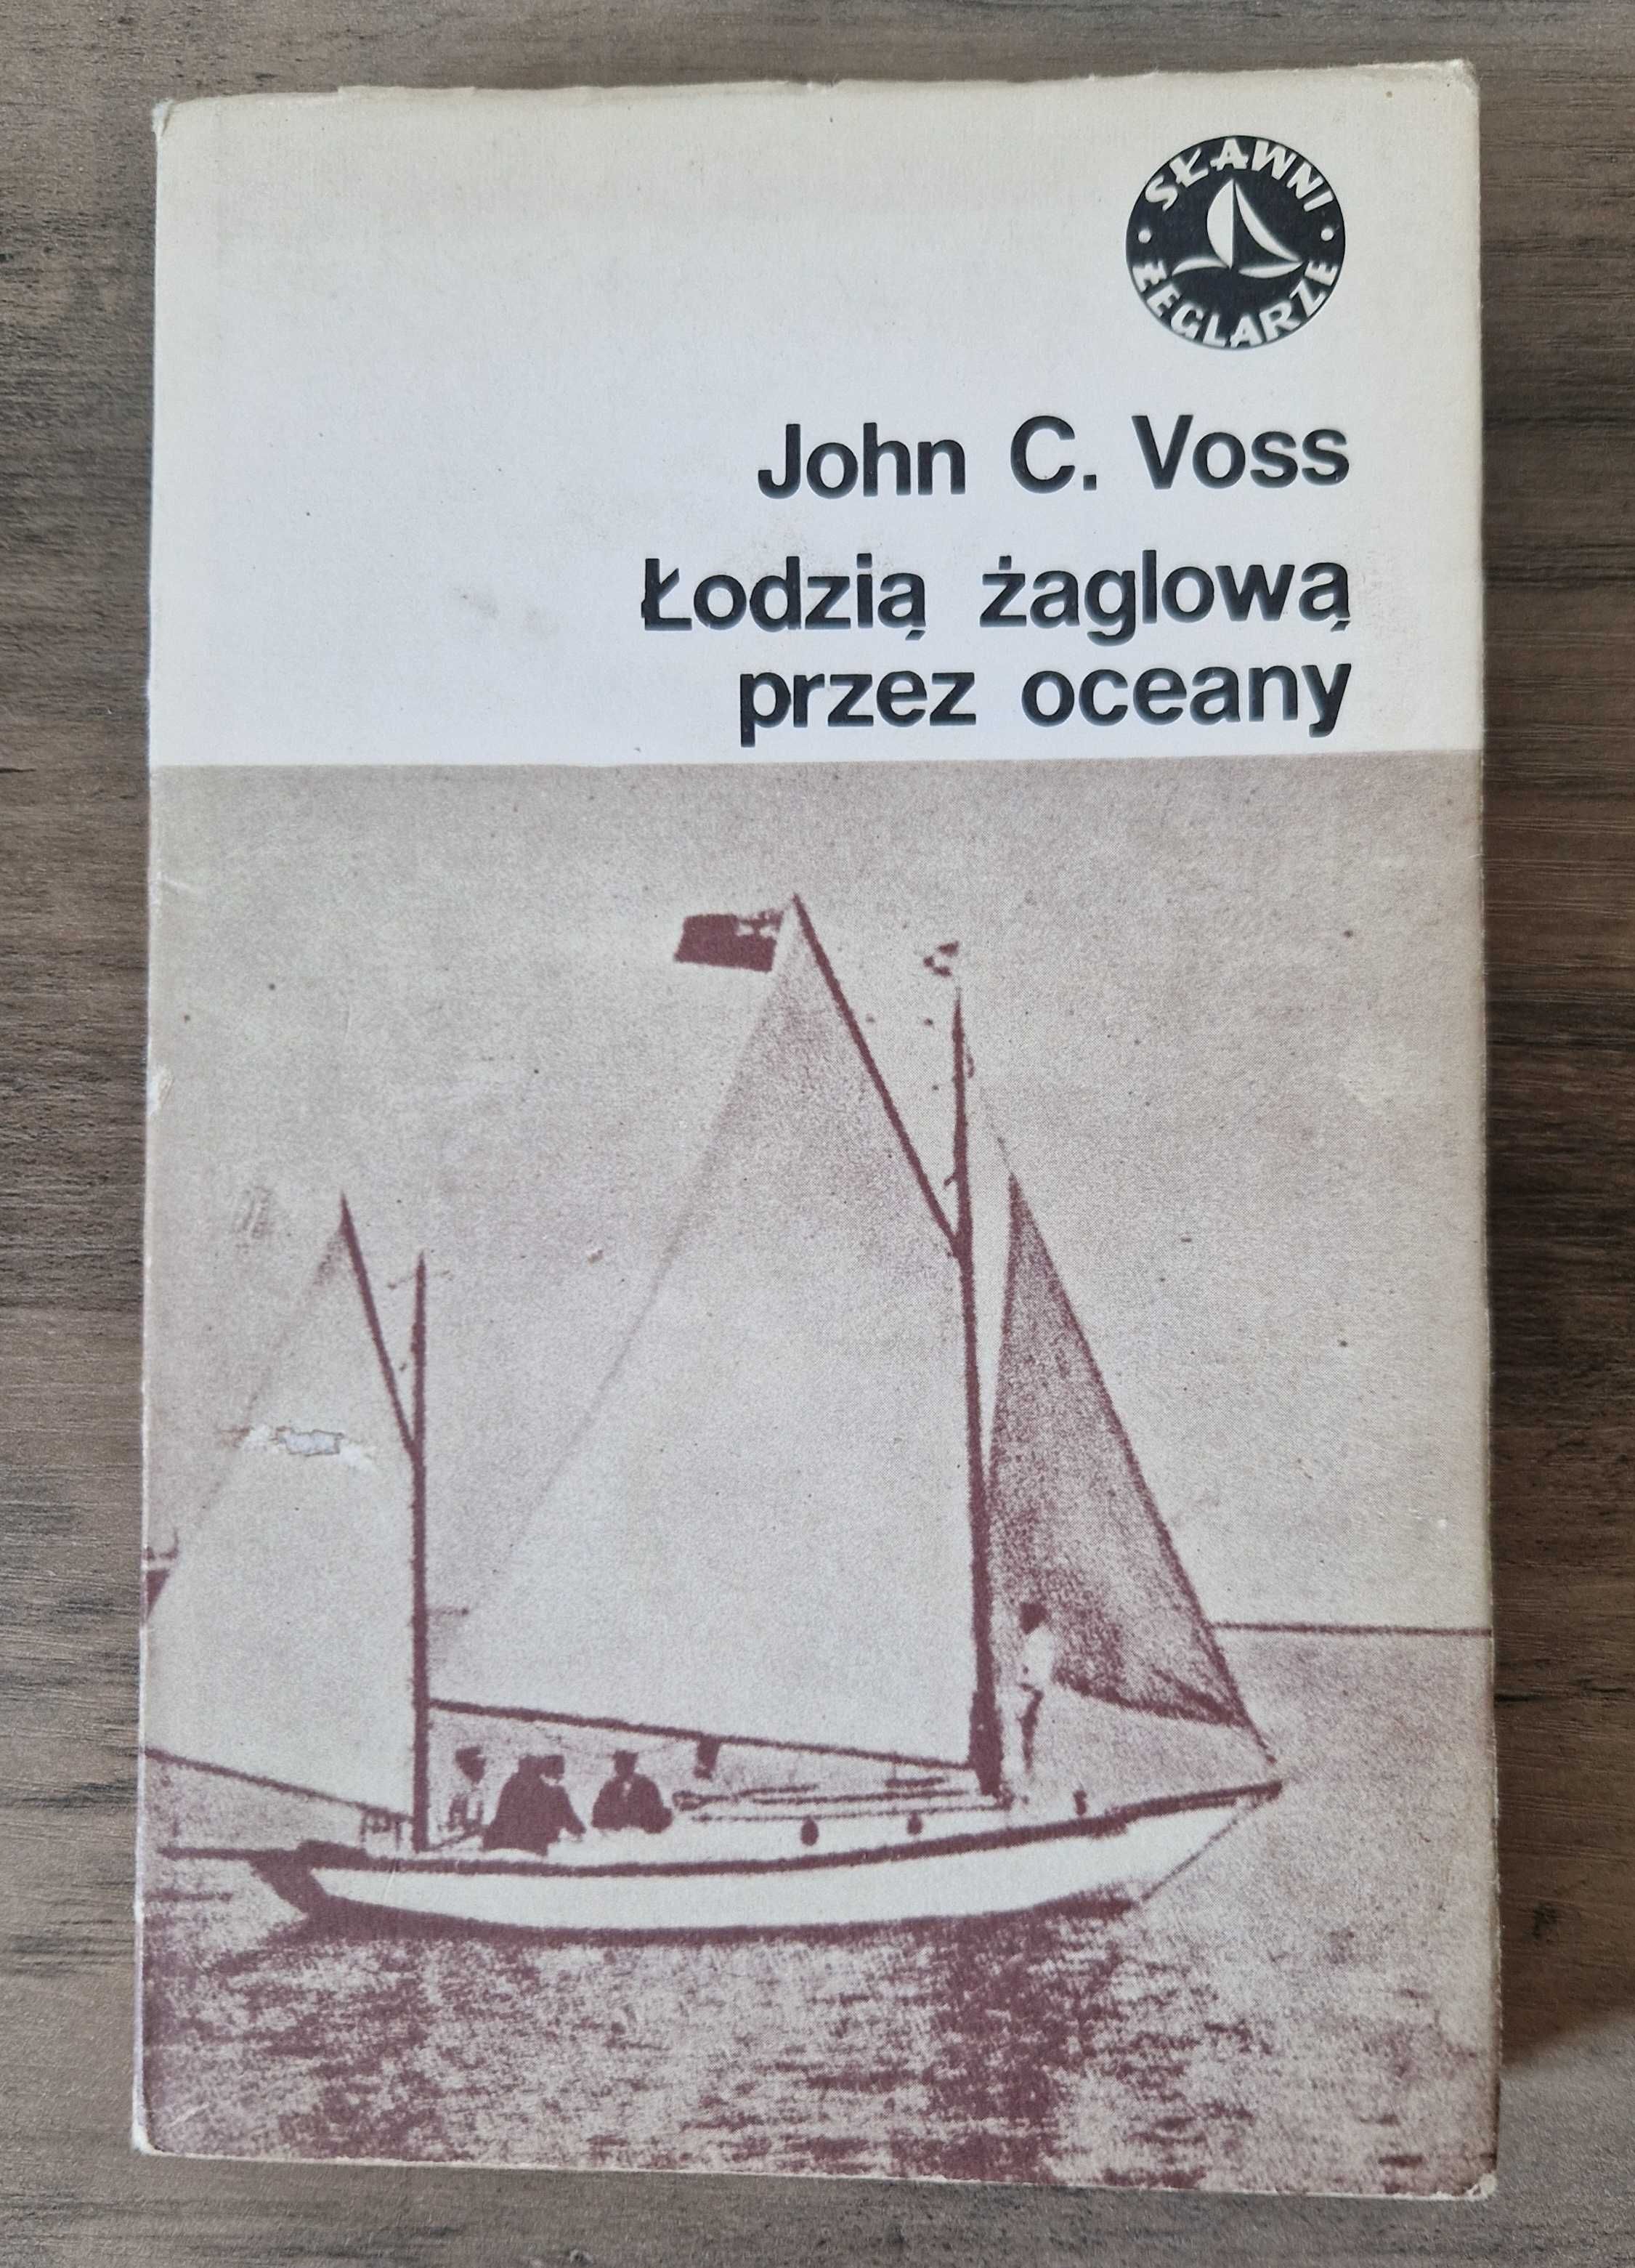 SŁAWNI
ŻEGLARZE
John C. Voss
Łodzią żaglową
przez oceany